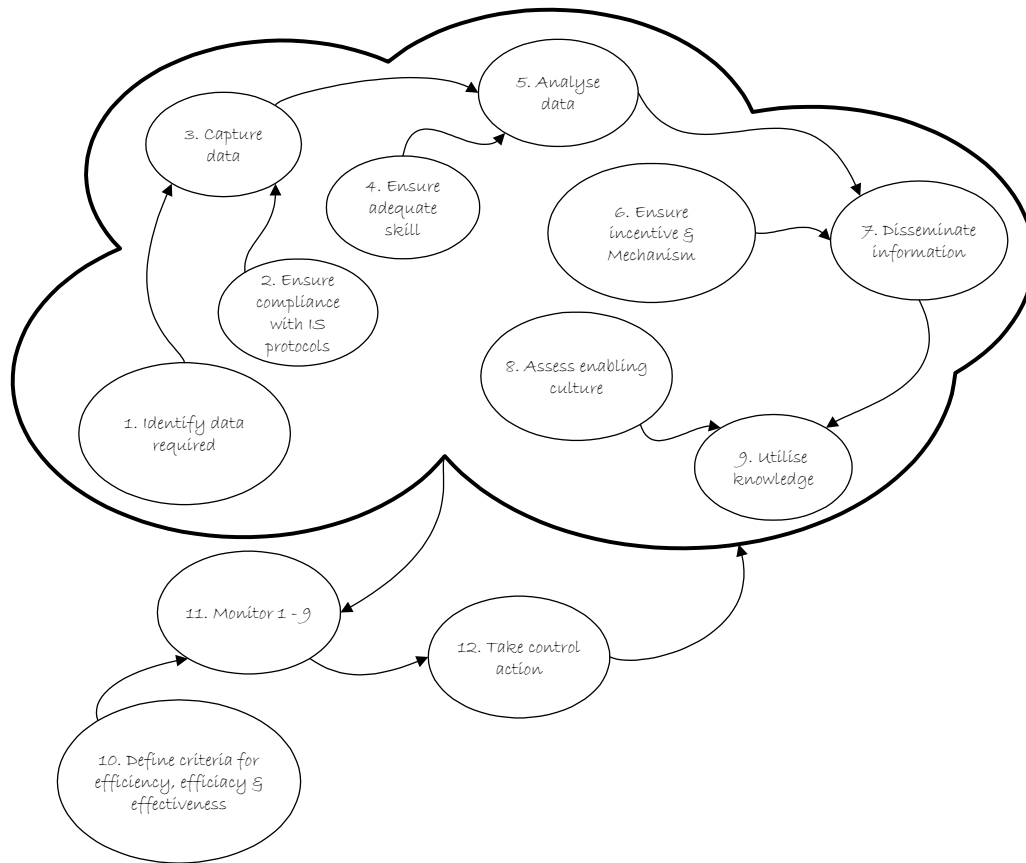 5. Analyse
data
3. Capture
data
4. Ensure
adequate
skill
6. Ensure
incentive &
Mechanism
7. Disseminate
information
2. Ensure
compliance
with IS
protocols
8. Assess enabling
culture
1. Identify data
required
9. Utilise
knowledge
11. Monitor 1 - 9
12. Take control
action
10. Define criteria for
efficiency, efficiacy &
effectiveness